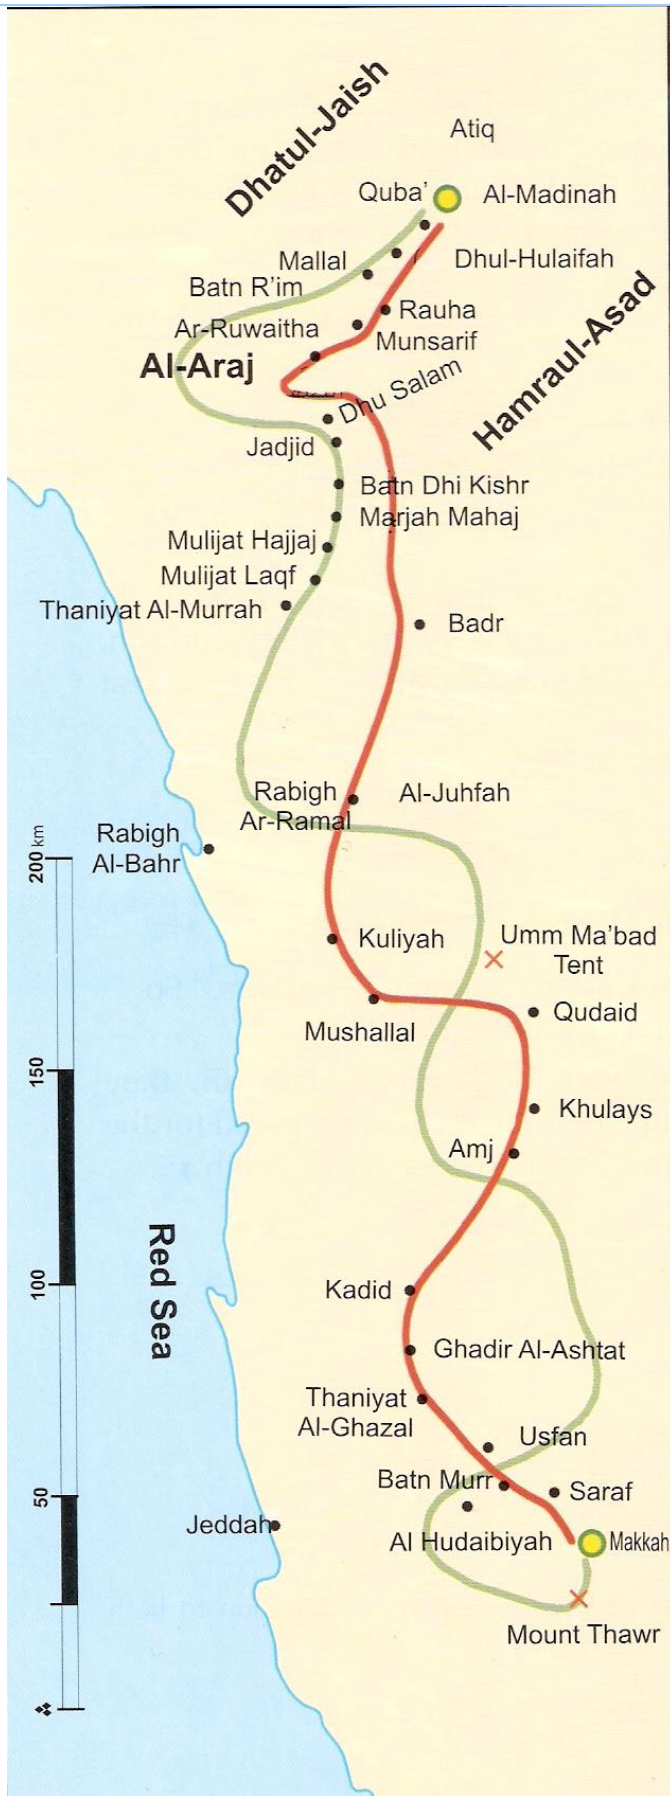 Dhatul-Jaish
Atiq
Quba’
Al-Madinah
Mallal
Dhul-Hulaifah
Batn R’im
Rauha
Ar-Ruwaitha
Munsarif
Hamraul-Asad
Al-Araj
Dhu Salam
Jadjid
Batn Dhi Kishr
Marjah Mahaj
Mulijat Hajjaj
Mulijat Laqf
Thaniyat Al-Murrah
Badr
Rabigh
Ar-Ramal
Al-Juhfah
Rabigh
Al-Bahr
200 km
Kuliyah
Umm Ma’bad
Tent
Mushallal
Qudaid
150
Khulays
Amj
Red Sea
100
Kadid
Ghadir Al-Ashtat
Thaniyat
Al-Ghazal
Usfan
Batn Murr
Saraf
50
Jeddah
Al Hudaibiyah
Makkah
Mount Thawr